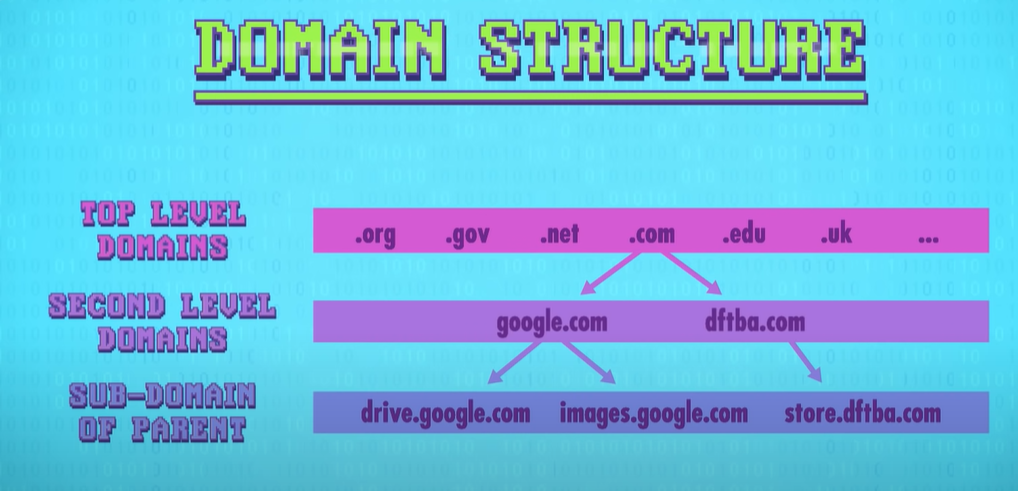 DOMAIN STRUCTURE
TOP LEVEL
DOMAINS
.org .gov .net .com .edu .uk ...
SECOND LEVEL
DOMAINS
google.com dftba.com
SUB-DOMAIN
OF PARENT
drive.google.com images.google.com store.dftba.com